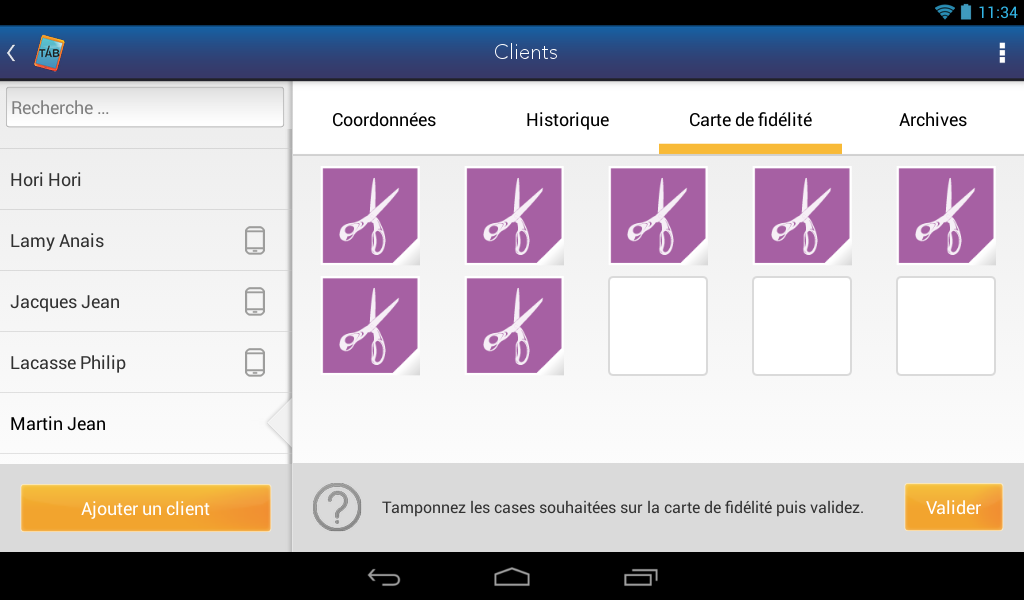 11:34
TAB
Clients
Recherche ...
Hori Hori
Lamy Anais
Jacques Jean
Lacasse Philip
Martin Jean
Ajouter un client
Coordonnées
Historique
Carte de fidélité
Archives
?
Tamponnez les cases souhaitées sur la carte de fidélité puis validez.
Valider